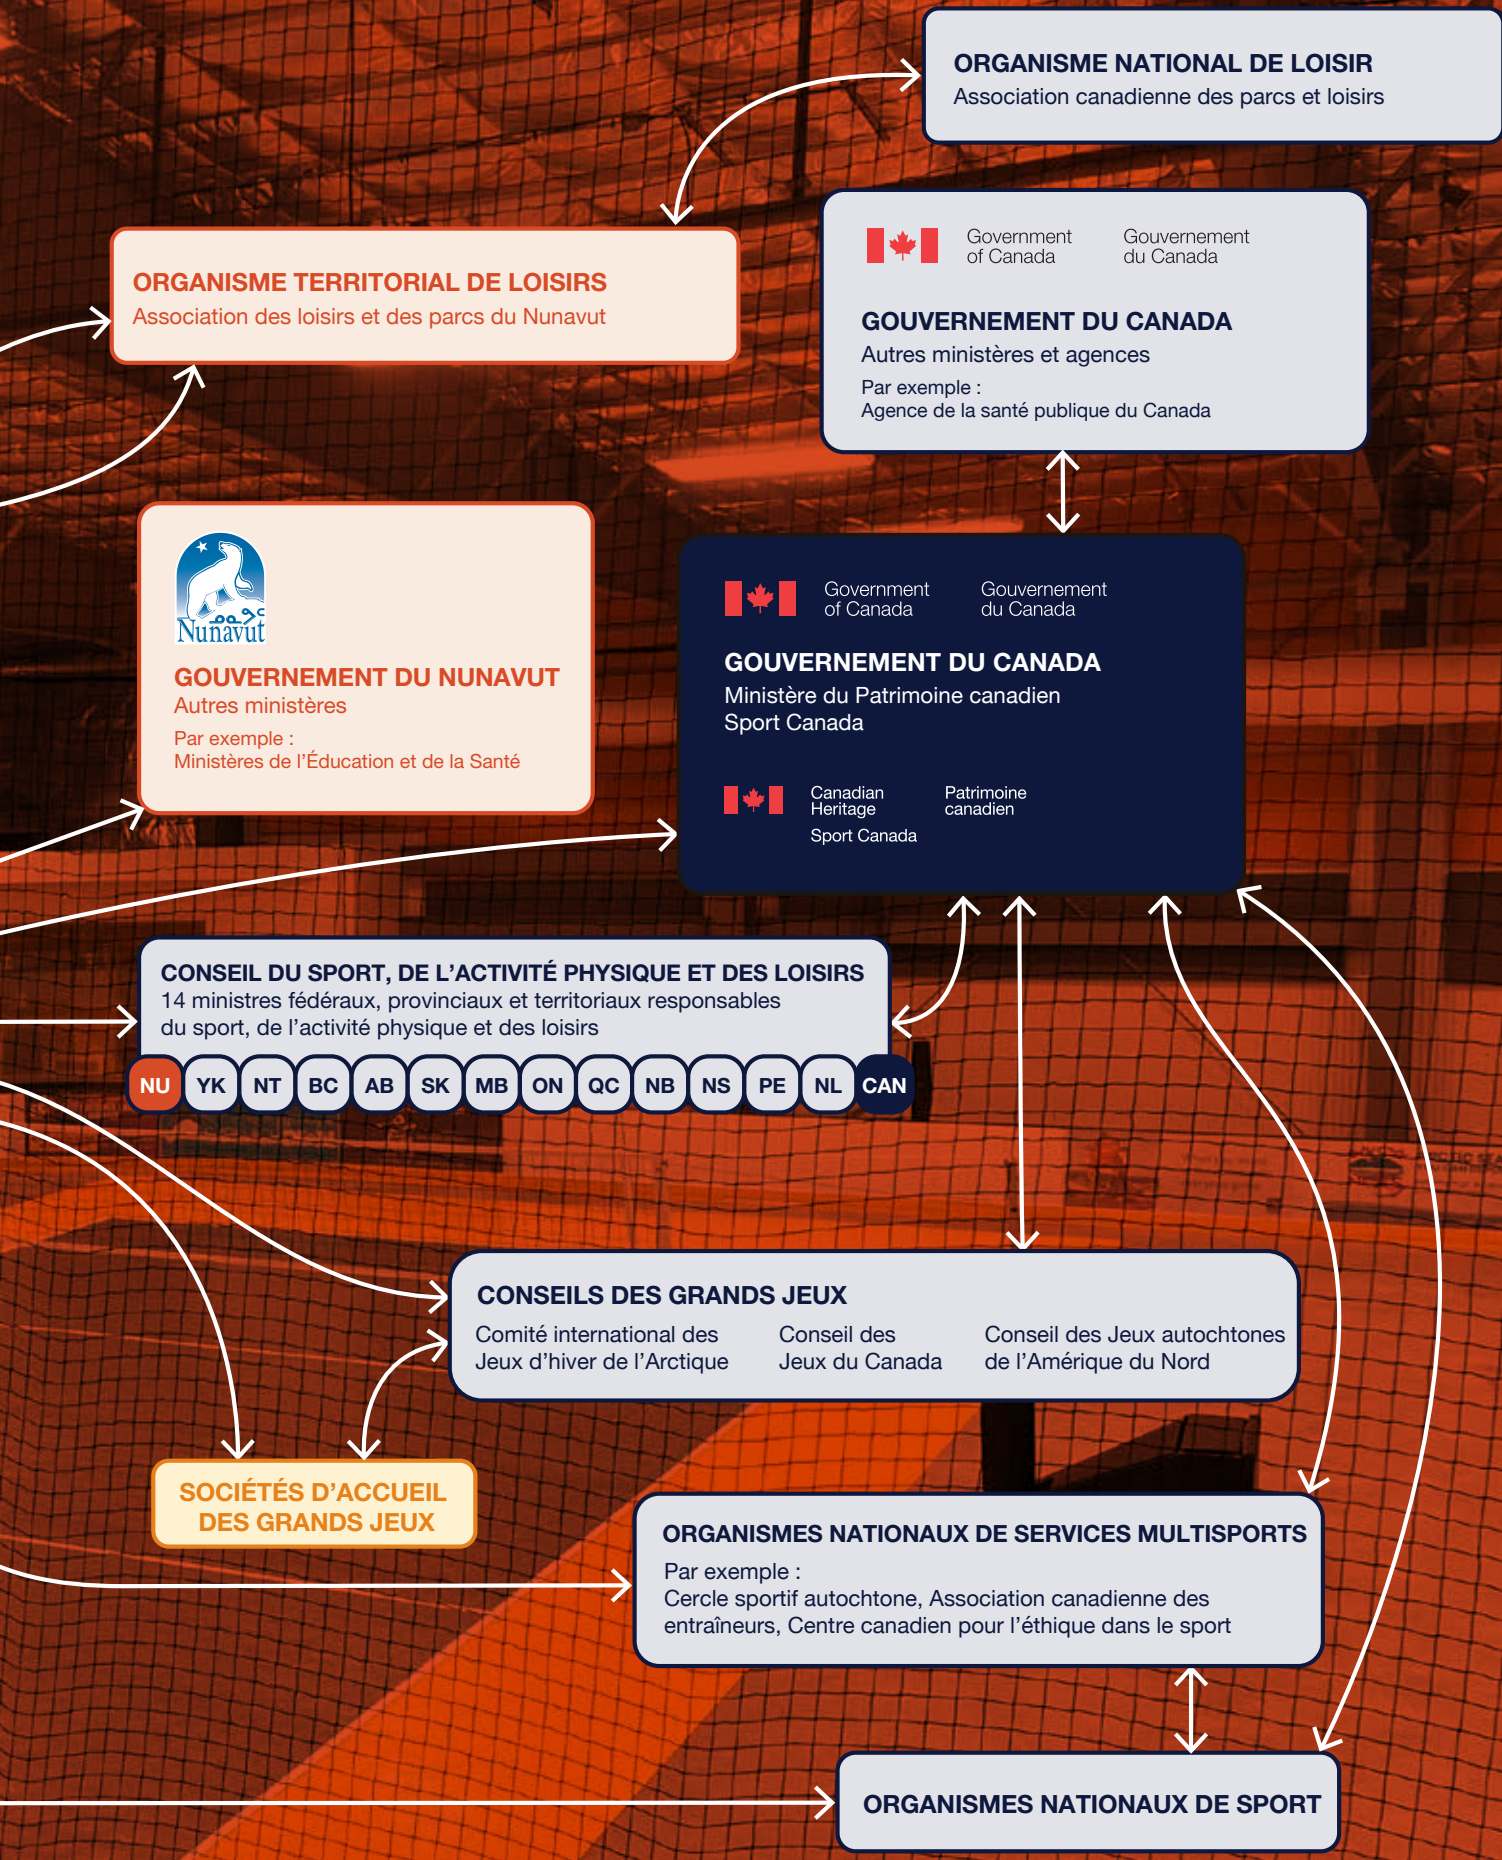 ORGANISME NATIONAL DE LOISIR
Association canadienne des parcs et loisirs
Government
of Canada
Gouvernement
du Canada
GOUVERNEMENT DU CANADA
Autres ministères et agences
Par exemple :
Agence de la santé publique du Canada
ORGANISME TERRITORIAL DE LOISIRS
Association des loisirs et des parcs du Nunavut
ᓄᓇᕗᑦ
Nunavut
GOUVERNEMENT DU NUNAVUT
Autres ministères
Par exemple :
Ministères de l’Éducation et de la Santé
Government
of Canada
Gouvernement
du Canada
GOUVERNEMENT DU CANADA
Ministère du Patrimoine canadien
Sport Canada
Canadian
Heritage
Patrimoine
canadien
Sport Canada
CONSEIL DU SPORT, DE L’ACTIVITÉ PHYSIQUE ET DES LOISIRS
14 ministres fédéraux, provinciaux et territoriaux responsables
du sport, de l’activité physique et des loisirs
NU YK NT BC AB SK MB ON QC NB NS PE NL CAN
CONSEILS DES GRANDS JEUX
Comité international des
Jeux d’hiver de l’Arctique
Conseil des
Jeux du Canada
Conseil des Jeux autochtones
de l’Amérique du Nord
SOCIÉTÉS D’ACCUEIL
DES GRANDS JEUX
ORGANISMES NATIONAUX DE SERVICES MULTISPORTS
Par exemple :
Cercle sportif autochtone, Association canadienne des
entraîneurs, Centre canadien pour l’éthique dans le sport
ORGANISMES NATIONAUX DE SPORT